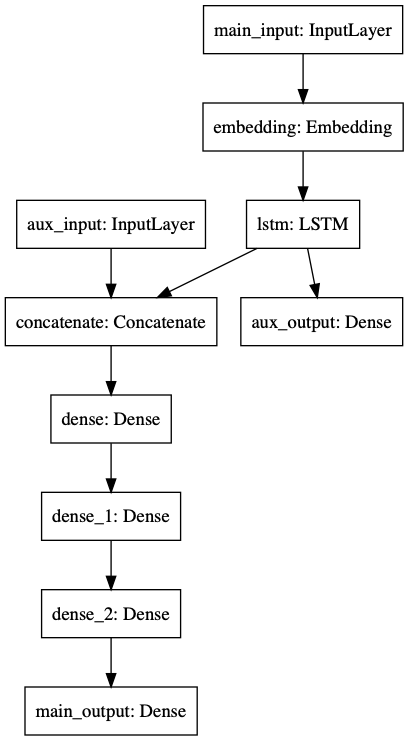 main_input: InputLayer
embedding: Embedding
aux_input: InputLayer
lstm: LSTM
concatenate: Concatenate
aux_output: Dense
dense: Dense
dense_1: Dense
dense_2: Dense
main_output: Dense